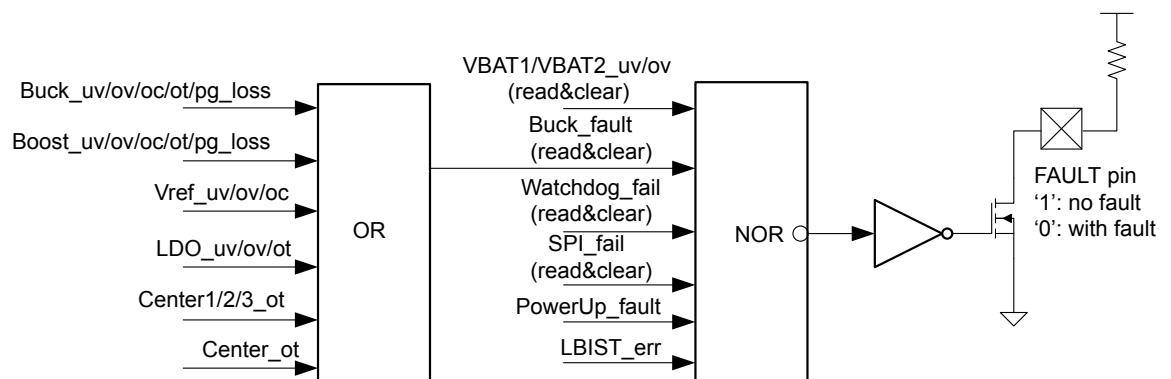 Buck_uv/ov/oc/ot/pg_loss
Boost_uv/ov/oc/ot/pg_loss
Vref_uv/ov/oc
LDO_uv/ov/ot
Center1/2/3_ot
Center_ot
OR
VBAT1/VBAT2_uv/ov
(read&clear)
Buck_fault
(read&clear)
Watchdog_fail
(read&clear)
SPI_fail
(read&clear)
PowerUp_fault
LBIST_err
NOR
FAULT pin
‘1’: no fault
‘0’: with fault